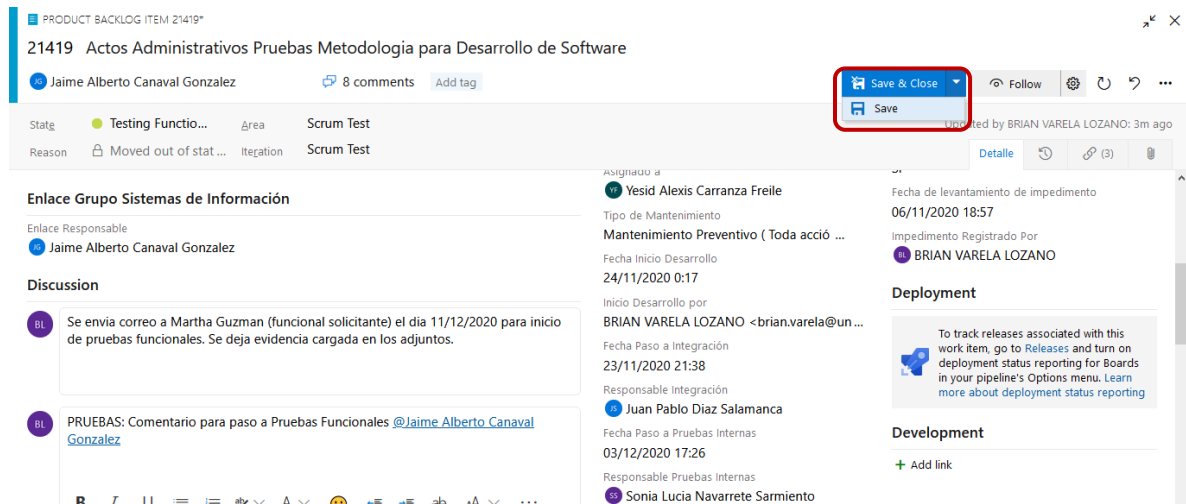 PRODUCT BACKLOG ITEM 21419*
21419 Actos Administrativos Pruebas Metodologia para Desarrollo de Software
JG Jaime Alberto Canaval Gonzalez
8 comments
Add tag
Save & Close
Follow
Save
State
Testing Functio...
Area
Scrum Test
Updated by BRIAN VARELA LOZANO: 3m ago
Reason
Moved out of stat ...
Iteration
Scrum Test
Detalle
(3)
Enlace Grupo Sistemas de Información
Enlace Responsable
JG Jaime Alberto Canaval Gonzalez
Discussion
BL
Se envia correo a Martha Guzman (funcional solicitante) el dia 11/12/2020 para inicio
de pruebas funcionales. Se deja evidencia cargada en los adjuntos.
BL
PRUEBAS: Comentario para paso a Pruebas Funcionales @Jaime Alberto Canaval
Gonzalez
B I U
Asignado a
YF Yesid Alexis Carranza Freile
Tipo de Mantenimiento
Mantenimiento Preventivo ( Toda acció ...
Fecha Inicio Desarrollo
24/11/2020 0:17
Inicio Desarrollo por
BRIAN VARELA LOZANO <brian.varela@un...
Fecha Paso a Integración
23/11/2020 21:38
Responsable Integración
JS Juan Pablo Diaz Salamanca
Fecha Paso a Pruebas Internas
03/12/2020 17:26
Responsable Pruebas Internas
SS Sonia Lucia Navarrete Sarmiento
Fecha de levantamiento de impedimento
06/11/2020 18:57
Impedimento Registrado Por
BL BRIAN VARELA LOZANO
Deployment
To track releases associated with this
work item, go to Releases and turn on
deployment status reporting for Boards
in your pipeline's Options menu. Learn
more about deployment status reporting
Development
+ Add link